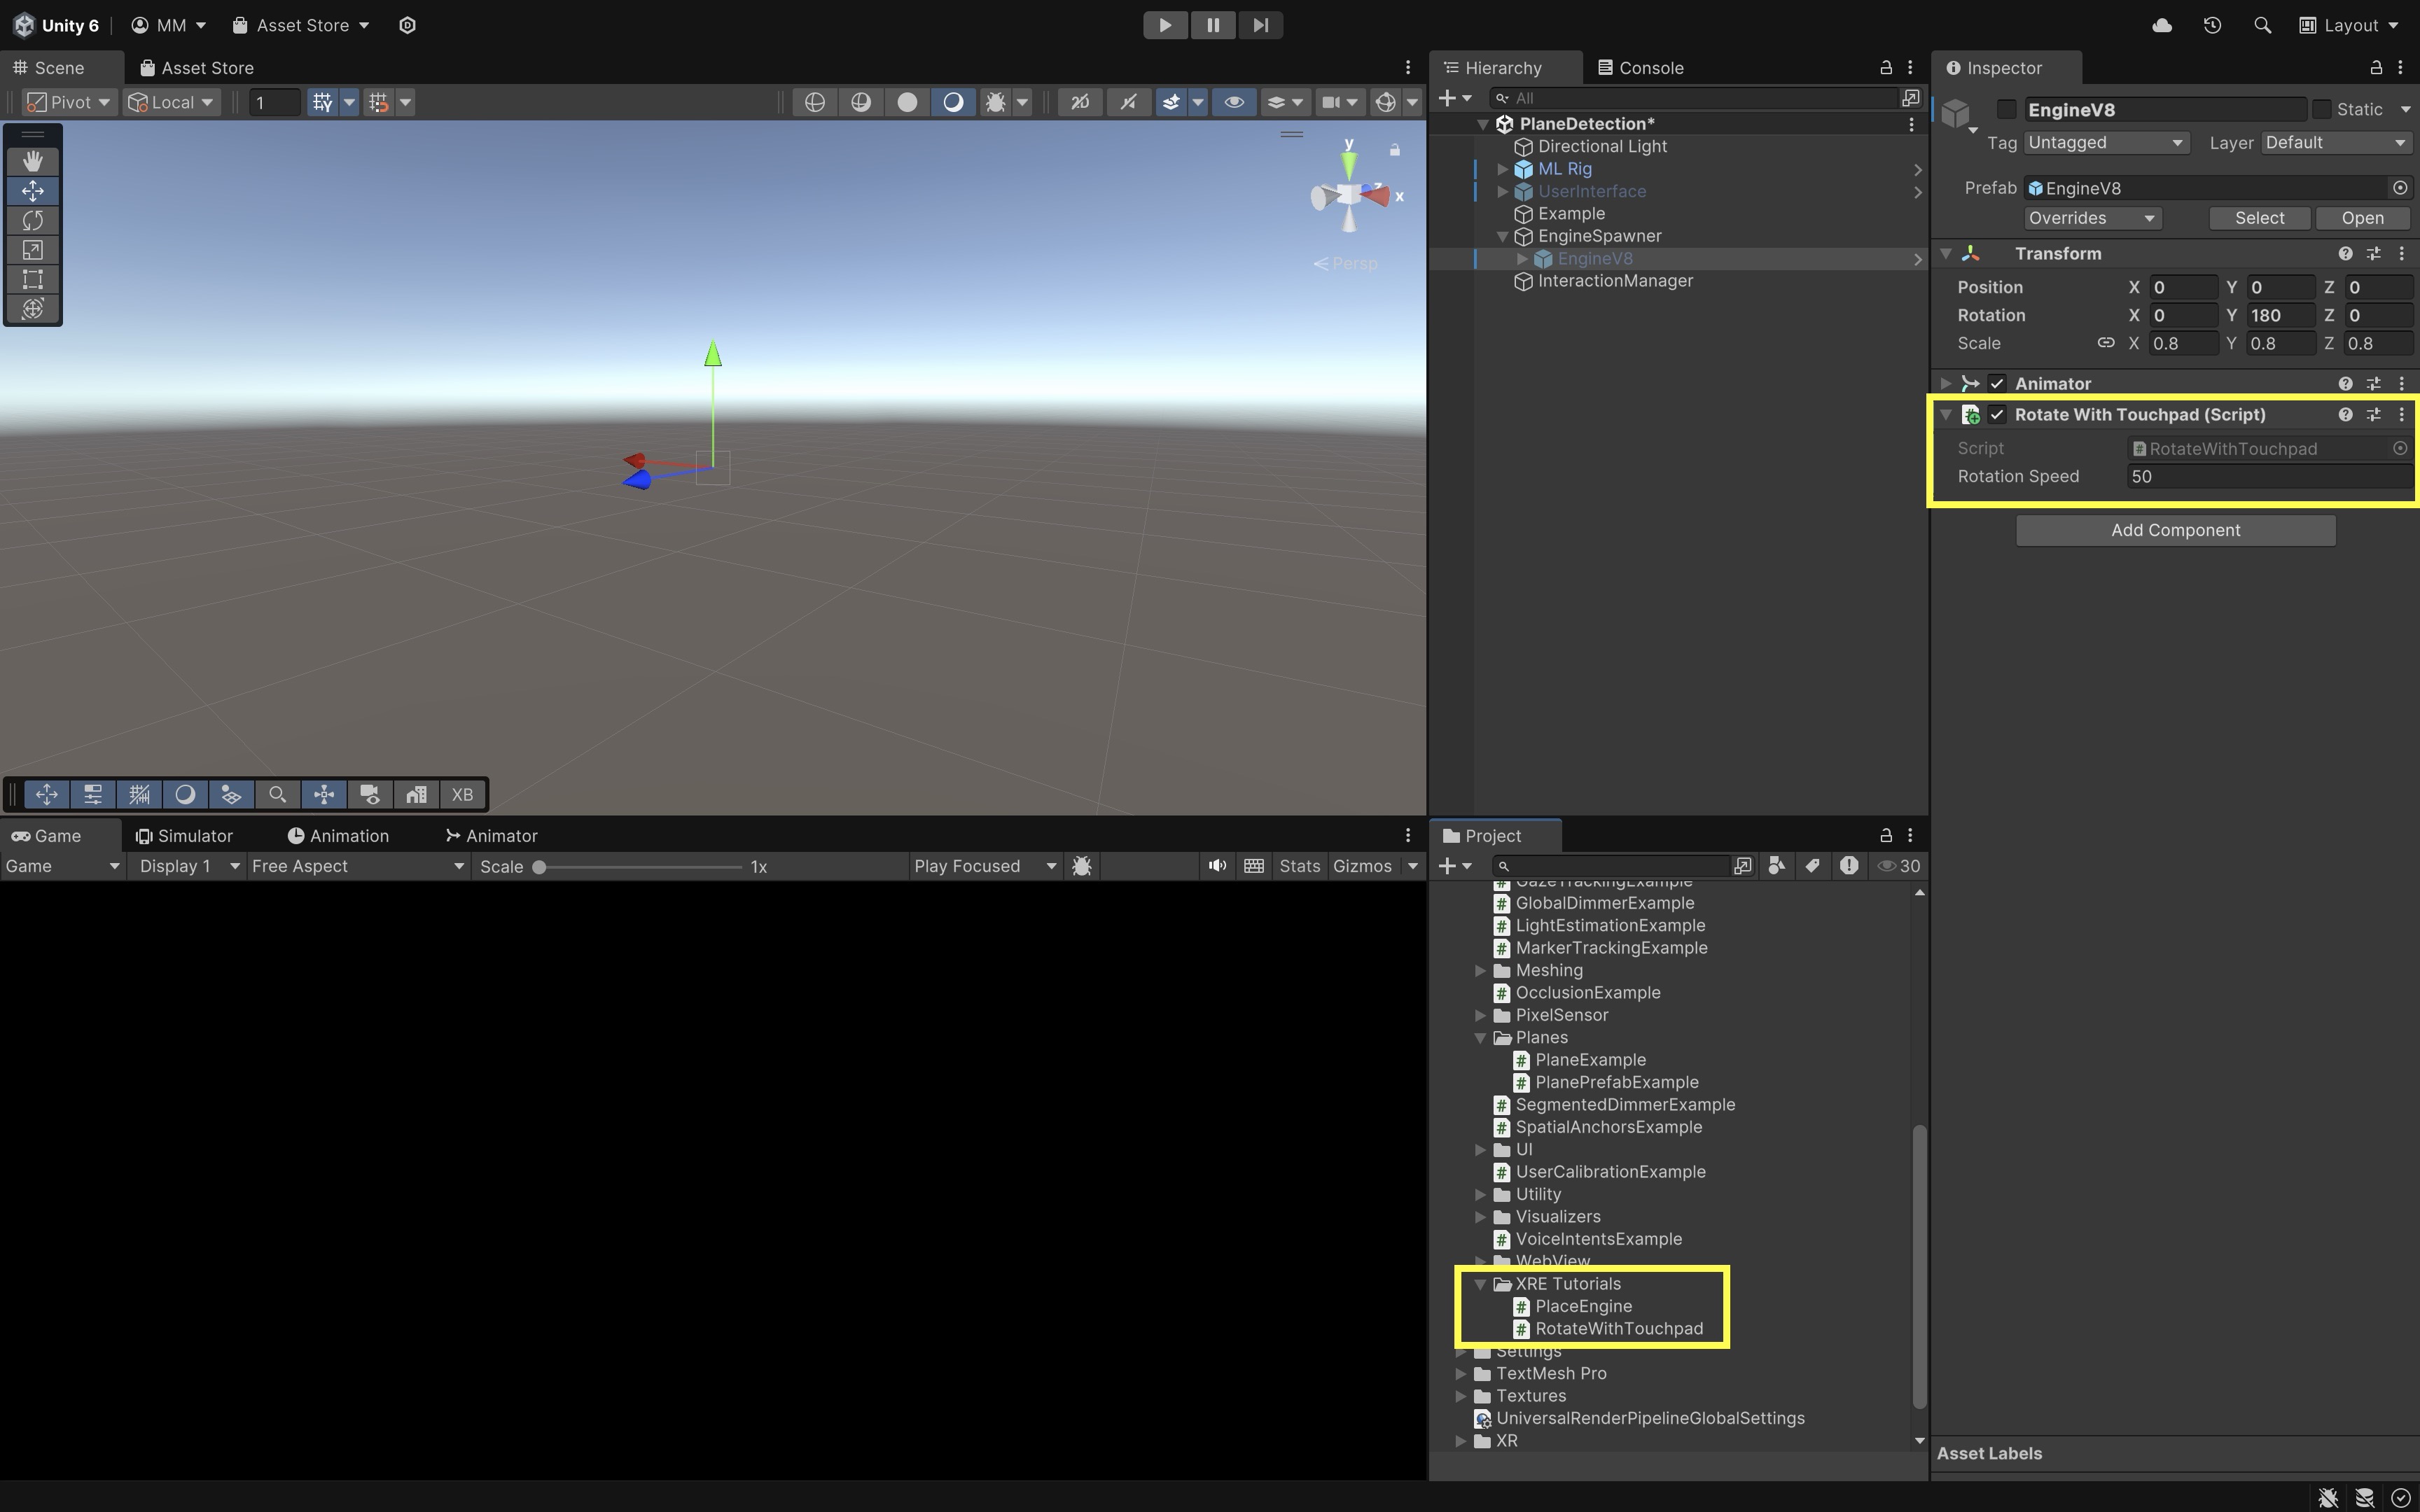 Unity 6 MM Asset Store Layout
Scene Asset Store
Pivot Local 1 2D
y
x
z
Persp
XB
Hierarchy Console
All
PlaneDetection*
Directional Light
ML Rig
UserInterface
Example
EngineSpawner
EngineV8
InteractionManager
Inspector
EngineV8 Static
Tag Untagged Layer Default
Prefab EngineV8
Overrides Select Open
Transform
Position X 0 Y 0 Z 0
Rotation X 0 Y 180 Z 0
Scale X 0.8 Y 0.8 Z 0.8
Animator
Rotate With Touchpad (Script)
Script RotateWithTouchpad
Rotation Speed 50
Add Component
Game Simulator Animation Animator
Game Display 1 Free Aspect Scale 1x Play Focused Stats Gizmos
Project
30
GazeTrackingExample
GlobalDimmerExample
LightEstimationExample
MarkerTrackingExample
Meshing
OcclusionExample
PixelSensor
Planes
PlaneExample
PlanePrefabExample
SegmentedDimmerExample
SpatialAnchorsExample
UI
UserCalibrationExample
Utility
Visualizers
VoiceIntentsExample
WebView
XRE Tutorials
PlaceEngine
RotateWithTouchpad
Settings
TextMesh Pro
Textures
UniversalRenderPipelineGlobalSettings
XR
Asset Labels